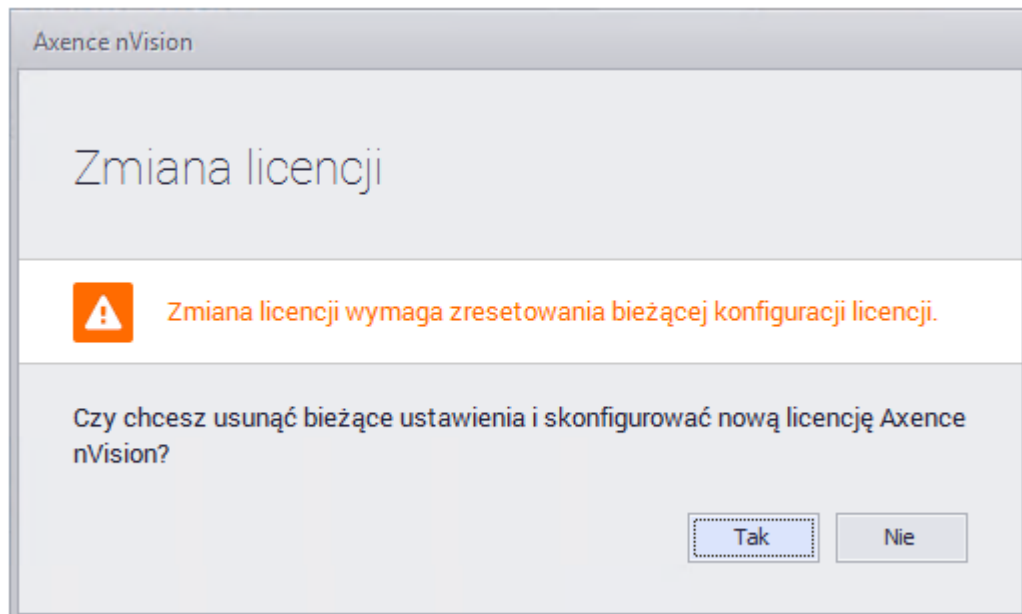 Axence nVision
Zmiana licencji
Zmiana licencji wymaga zresetowania bieżącej konfiguracji licencji.
Czy chcesz usunąć bieżące ustawienia i skonfigurować nową licencję Axence
nVision?
Tak
Nie